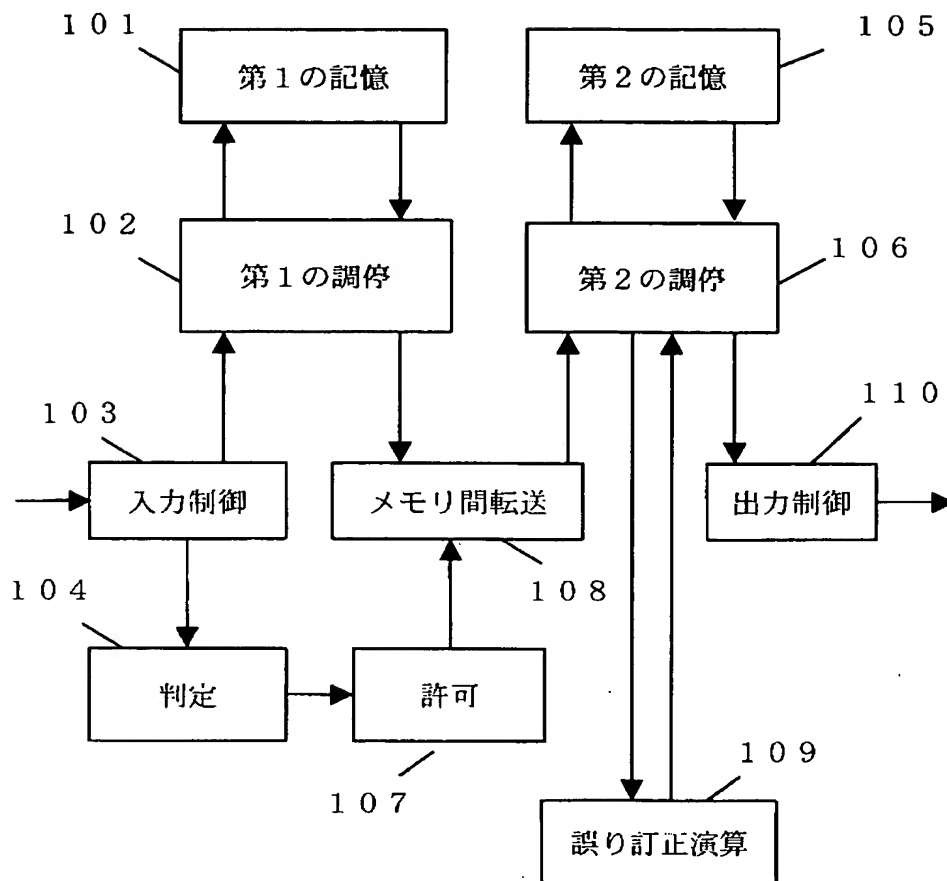 １０１
第１の記憶
第２の記憶
１０５
１０２
第１の調停
第２の調停
１０６
１０３
入力制御
メモリ間転送
１１０
出力制御
１０４
１０８
判定
許可
１０７
１０９
誤り訂正演算